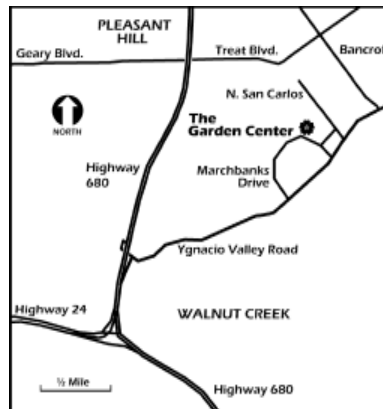 PLEASANT
HILL
Geary Blvd.
Treat Blvd.
Bancrof
N. San Carlos
The
Garden Center
NORTH
Highway
680
Marchbanks
Drive
Ygnacio Valley Road
Highway 24
WALNUT CREEK
½ Mile
Highway 680